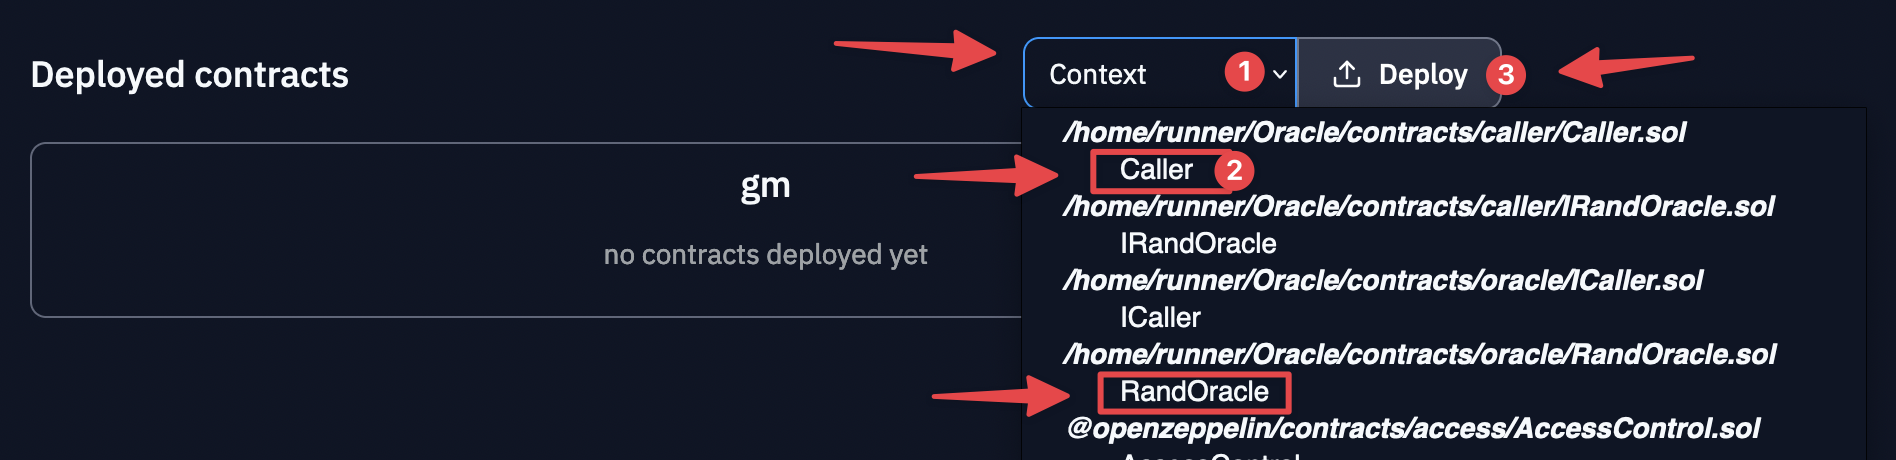 Deployed contracts
Context 1
Deploy 3
gm
no contracts deployed yet
/home/runner/Oracle/contracts/caller/Caller.sol
Caller 2
/home/runner/Oracle/contracts/caller/IRandOracle.sol
IRandOracle
/home/runner/Oracle/contracts/oracle/ICaller.sol
ICaller
/home/runner/Oracle/contracts/oracle/RandOracle.sol
RandOracle
@openzeppelin/contracts/access/AccessControl.sol